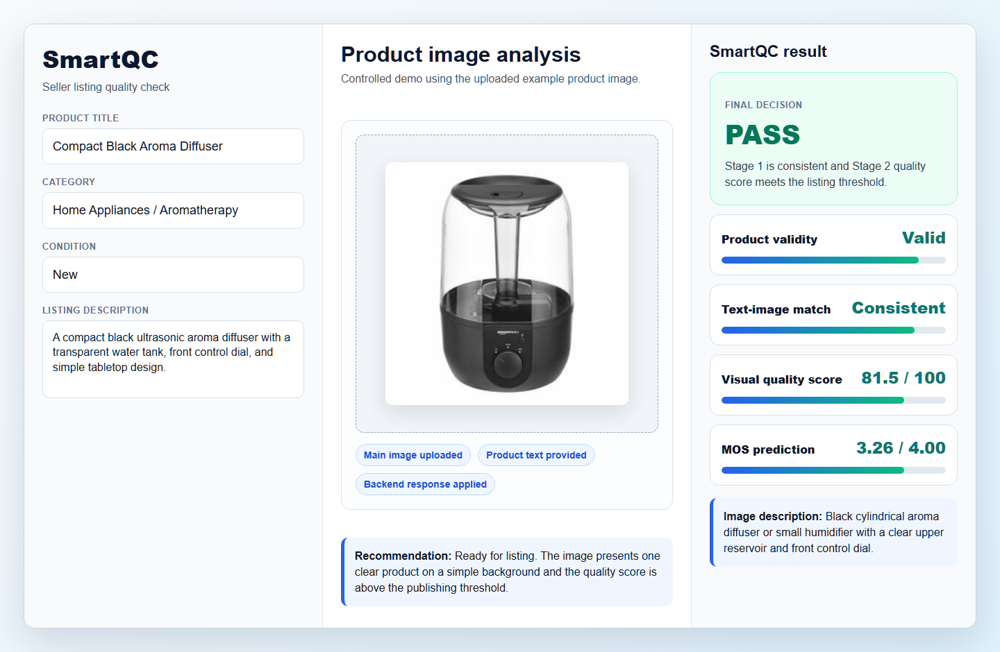 SmartQC
Seller listing quality check
PRODUCT TITLE
Compact Black Aroma Diffuser
CATEGORY
Home Appliances / Aromatherapy
CONDITION
New
LISTING DESCRIPTION
A compact black ultrasonic aroma diffuser with a
transparent water tank, front control dial, and
simple tabletop design.
Product image analysis
Controlled demo using the uploaded example product image.
Main image uploaded
Product text provided
Backend response applied
Recommendation: Ready for listing. The image presents one
clear product on a simple background and the quality score is
above the publishing threshold.
SmartQC result
FINAL DECISION
PASS
Stage 1 is consistent and Stage 2 quality
score meets the listing threshold.
Product validity Valid
Text-image match Consistent
Visual quality score 81.5 / 100
MOS prediction 3.26 / 4.00
Image description: Black cylindrical aroma
diffuser or small humidifier with a clear upper
reservoir and front control dial.